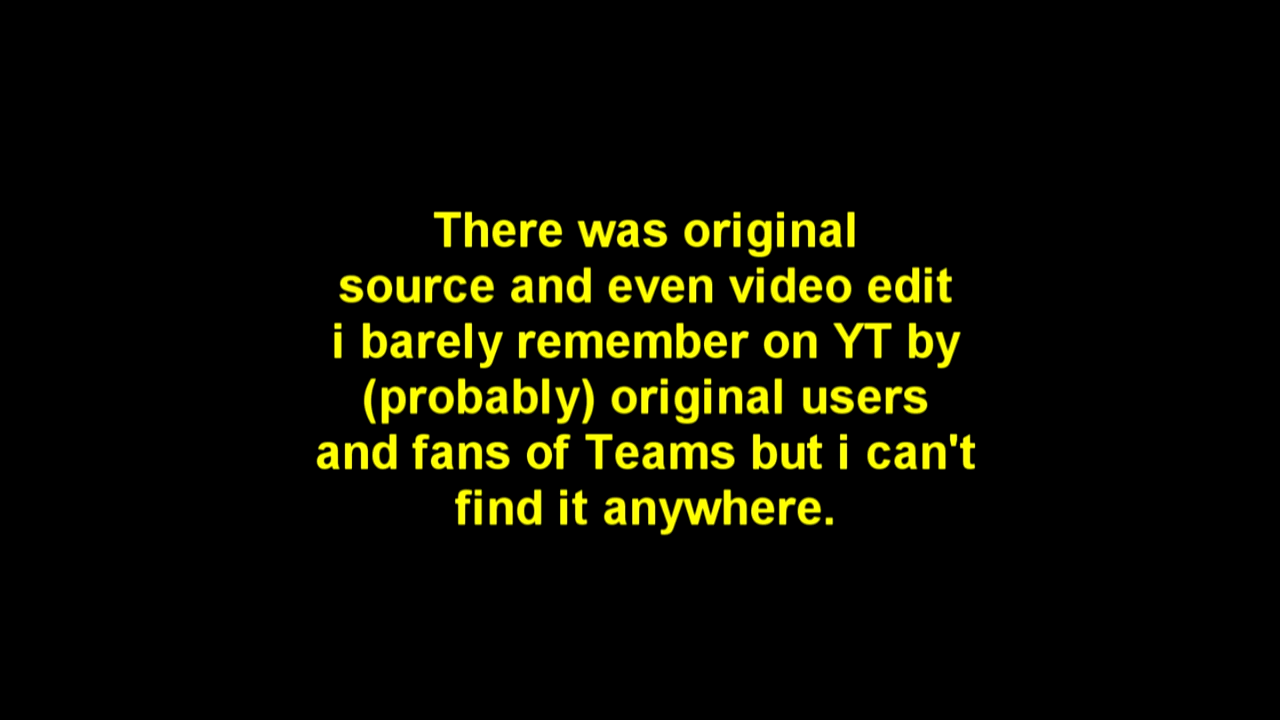 There was original
source and even video edit
i barely remember on YT by
(probably) original users
and fans of Teams but i can't
find it anywhere.